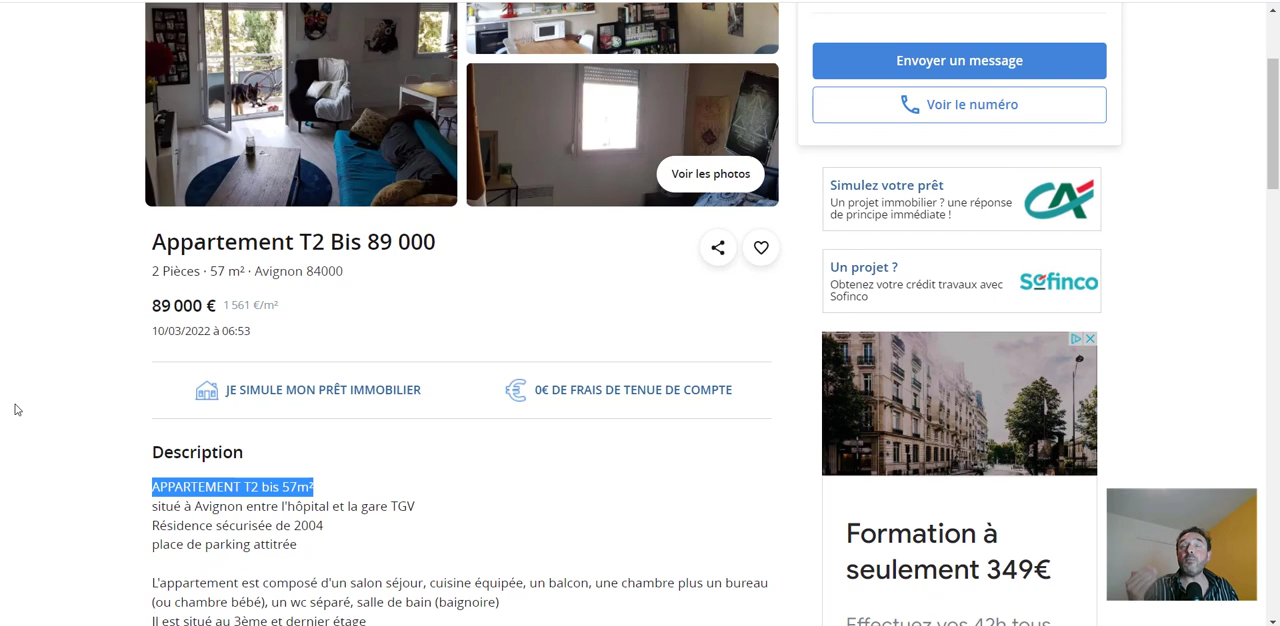 Voir les photos
Appartement T2 Bis 89 000
2 Pièces · 57 m² · Avignon 84000
89 000 € 1 561 €/m²
10/03/2022 à 06:53
JE SIMULE MON PRÊT IMMOBILIER
0€ DE FRAIS DE TENUE DE COMPTE
Description
APPARTEMENT T2 bis 57m²
situé à Avignon entre l'hôpital et la gare TGV
Résidence sécurisée de 2004
place de parking attitrée
L'appartement est composé d'un salon séjour, cuisine équipée, un balcon, une chambre plus un bureau
(ou chambre bébé), un wc séparé, salle de bain (baignoire)
Il est situé au 3ème et dernier étage
Envoyer un message
Voir le numéro
Simulez votre prêt
Un projet immobilier ? une réponse
de principe immédiate !
CA
Un projet ?
Obtenez votre crédit travaux avec
Sofinco
Sofinco
Formation à
seulement 349€
Effectuez vos 42h tous